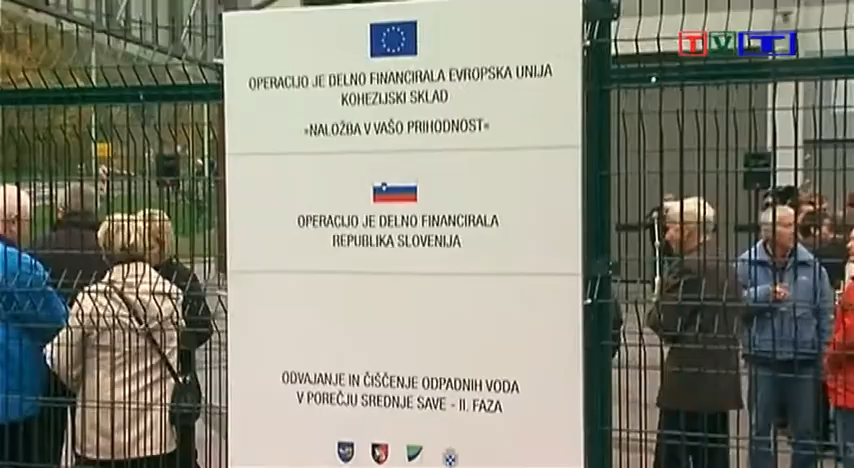 TV IT
OPERACIJO JE DELNO FINANCIRALA EVROPSKA UNIJA
KOHEZIJSKI SKLAD
»NALOŽBA V VAŠO PRIHODNOST«
OPERACIJO JE DELNO FINANCIRALA
REPUBLIKA SLOVENIJA
ODVAJANJE IN ČIŠČENJE ODPADNIH VODA
V POREČJU SREDNJE SAVE - II. FAZA